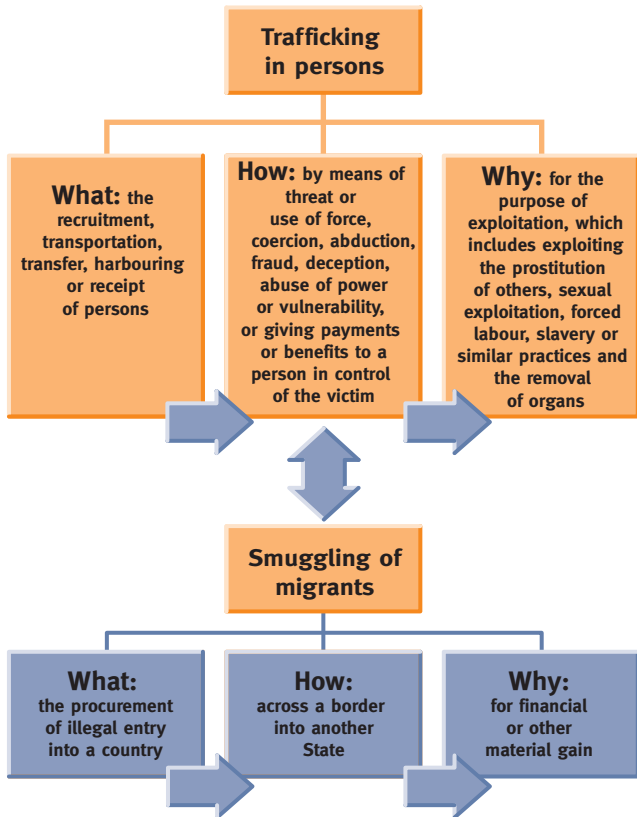 Trafficking
in persons
What: the
recruitment,
transportation,
transfer, harbouring
or receipt
of persons
How: by means of
threat or
use of force,
coercion, abduction,
fraud, deception,
abuse of power
or vulnerability,
or giving payments
or benefits to a
person in control
of the victim
Why: for the
purpose of
exploitation, which
includes exploiting
the prostitution
of others, sexual
exploitation, forced
labour, slavery or
similar practices and
the removal
of organs
Smuggling of
migrants
What:
the procurement
of illegal entry
into a country
How:
across a border
into another
State
Why:
for financial
or other
material gain